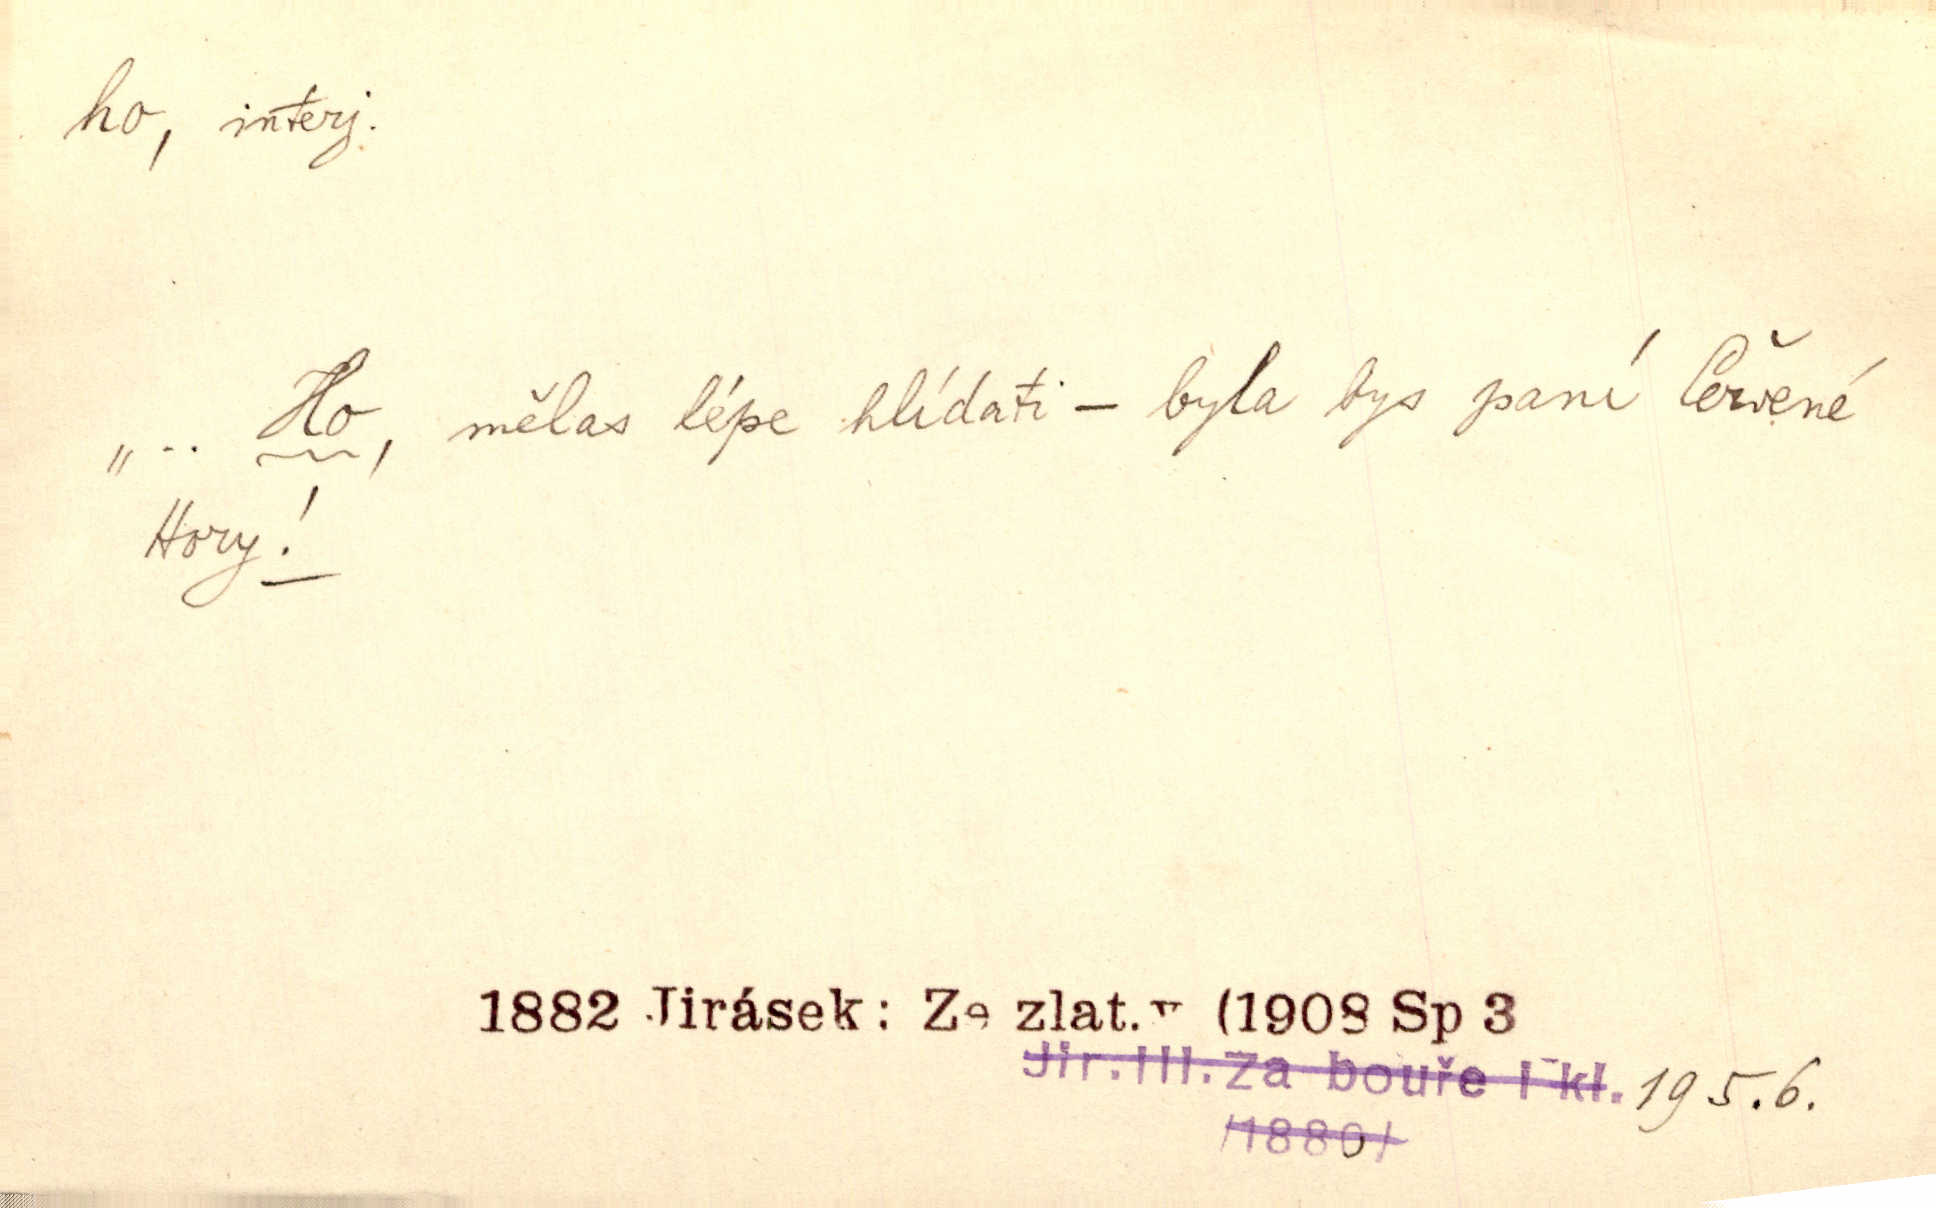 ho, interj.
„.. Ho, mělas lépe hlídati – byla bys paní Červené
Hory!
1882 Jirásek: Ze zlat. v (1908 Sp 3
Jir. III. Za bouře I kl. 195.6.
/1880/